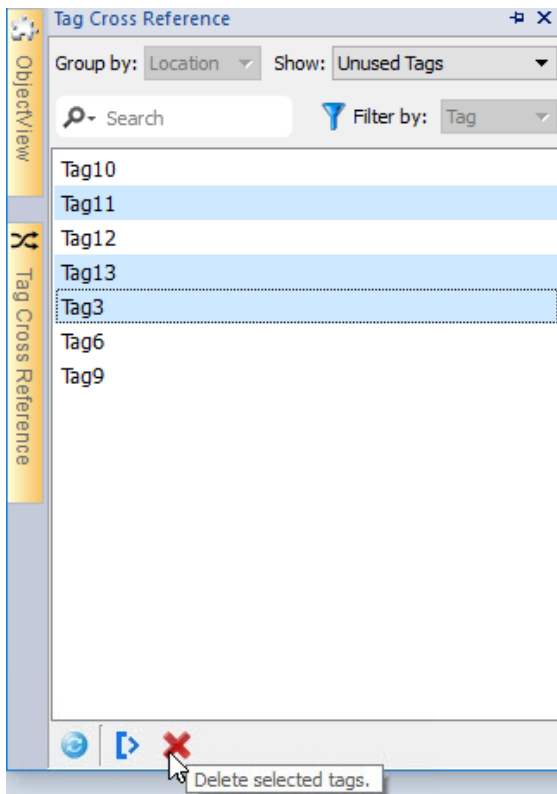 Tag Cross Reference
Group by: Location Show: Unused Tags
Search Filter by: Tag
Tag10
Tag11
Tag12
Tag13
Tag3
Tag6
Tag9
Delete selected tags.
ObjectView
Tag Cross Reference